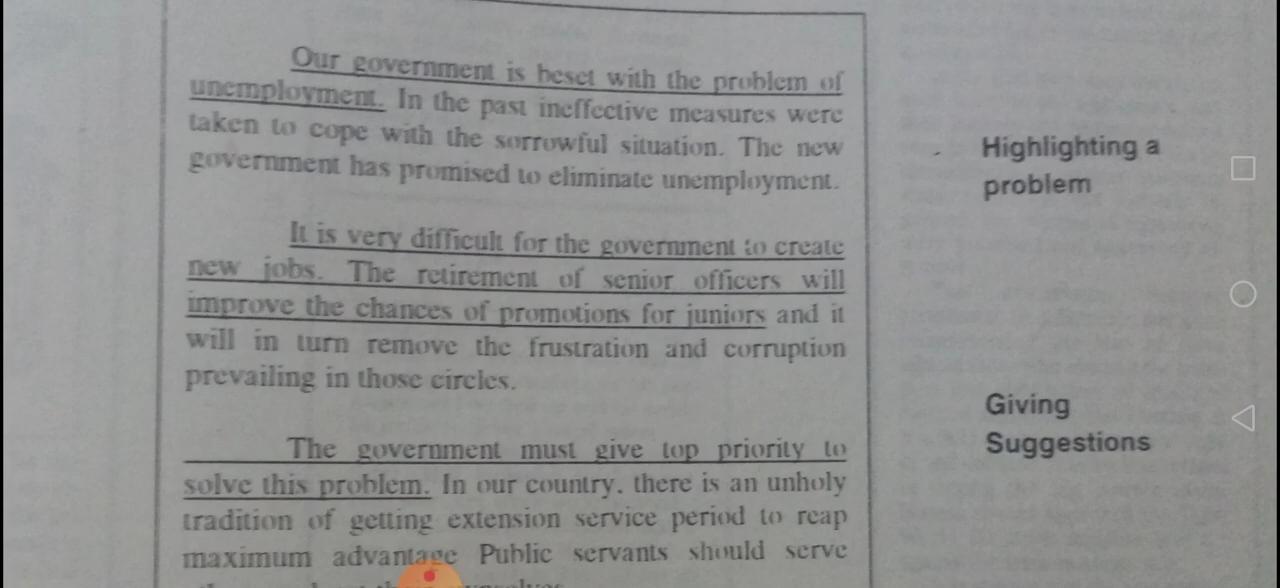 Our government is beset with the problem of
unemployment. In the past ineffective measures were
taken to cope with the sorrowful situation. The new
government has promised to eliminate unemployment.
Highlighting a
problem
It is very difficult for the government to create
new jobs. The retirement of senior officers will
improve the chances of promotions for juniors and it
will in turn remove the frustration and corruption
prevailing in those circles.
Giving
Suggestions
The government must give top priority to
solve this problem. In our country, there is an unholy
tradition of getting extension service period to reap
maximum advantage Public servants should serve